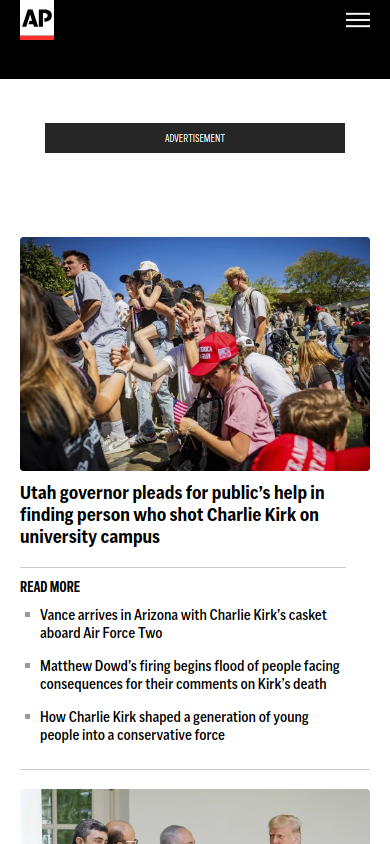 AP
ADVERTISEMENT
Utah governor pleads for public’s help in
finding person who shot Charlie Kirk on
university campus
READ MORE
Vance arrives in Arizona with Charlie Kirk’s casket
aboard Air Force Two
Matthew Dowd’s firing begins flood of people facing
consequences for their comments on Kirk’s death
How Charlie Kirk shaped a generation of young
people into a conservative force